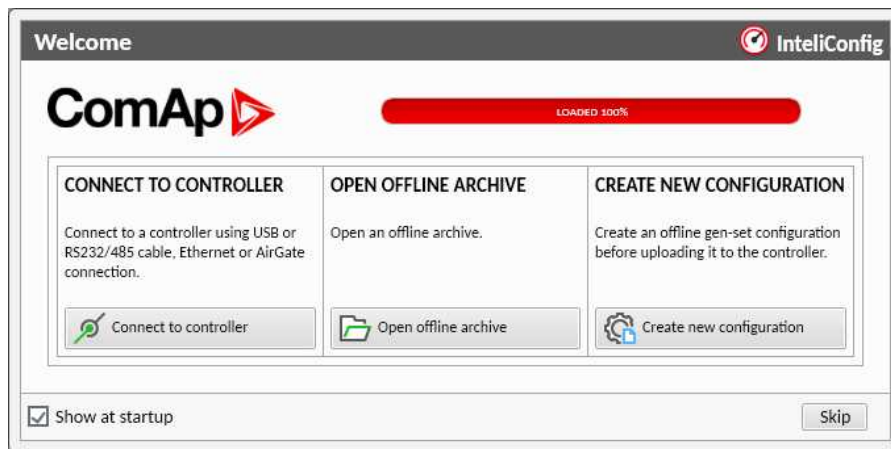 Welcome
InteliConfig
ComAp
LOADED 100%
CONNECT TO CONTROLLER
Connect to a controller using USB or
RS232/485 cable, Ethernet or AirGate
connection.
Connect to controller
OPEN OFFLINE ARCHIVE
Open an offline archive.
Open offline archive
CREATE NEW CONFIGURATION
Create an offline gen-set configuration
before uploading it to the controller.
Create new configuration
Show at startup
Skip